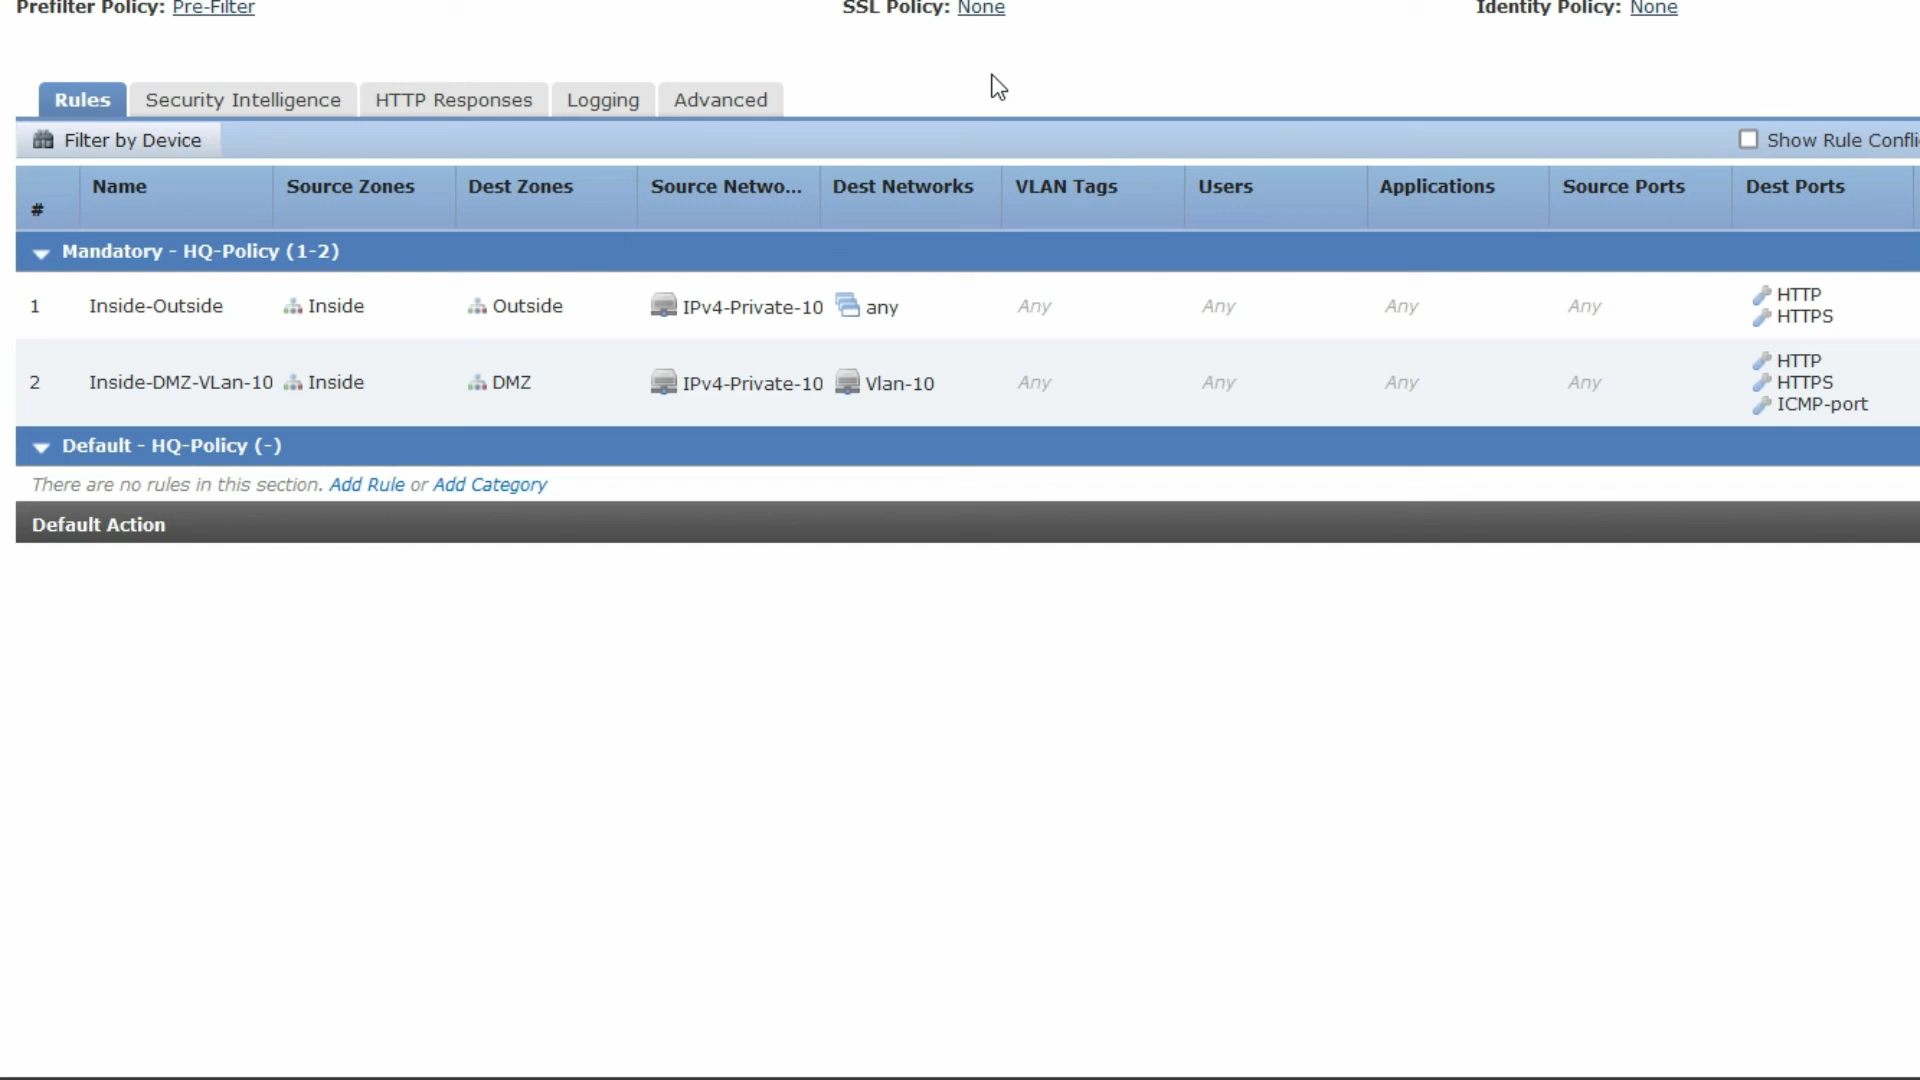 Prefilter Policy: Pre-Filter SSL Policy: None Identity Policy: None
Rules Security Intelligence HTTP Responses Logging Advanced
Filter by Device Show Rule Confli
# Name Source Zones Dest Zones Source Netwo... Dest Networks VLAN Tags Users Applications Source Ports Dest Ports
Mandatory - HQ-Policy (1-2)
1 Inside-Outside Inside Outside IPv4-Private-10 any Any Any Any Any HTTP
HTTPS
2 Inside-DMZ-VLan-10 Inside DMZ IPv4-Private-10 Vlan-10 Any Any Any Any HTTP
HTTPS
ICMP-port
Default - HQ-Policy (-)
There are no rules in this section. Add Rule or Add Category
Default Action